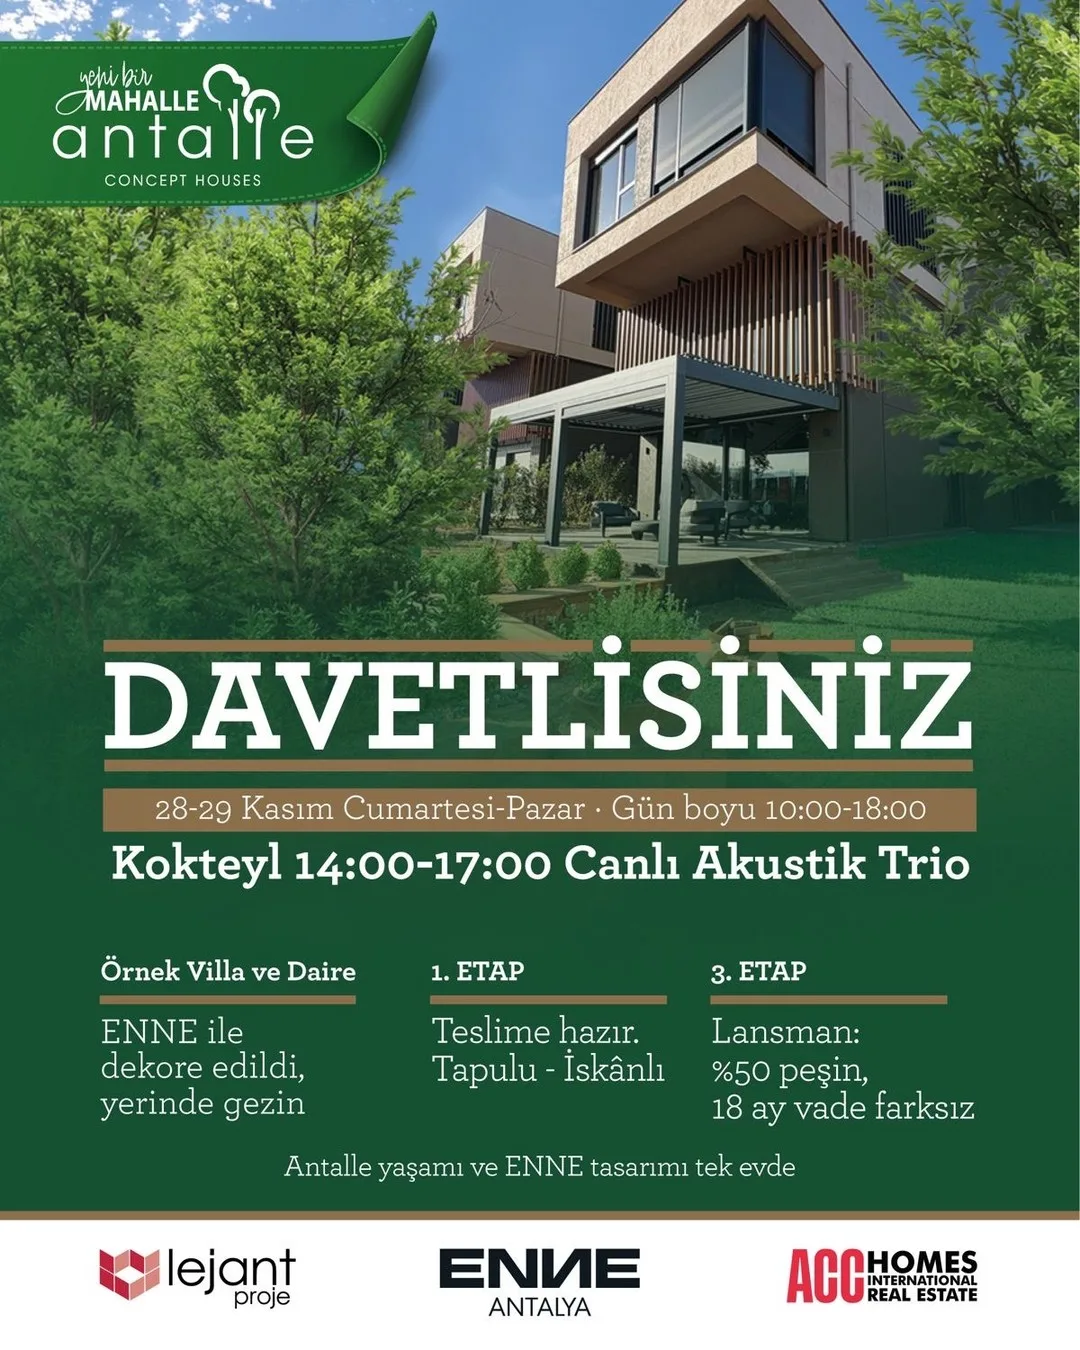 yeni bir
MAHALLE
antalle
CONCEPT HOUSES
DAVETLİSİNİZ
28-29 Kasım Cumartesi-Pazar · Gün boyu 10:00-18:00
Kokteyl 14:00-17:00 Canlı Akustik Trio
Örnek Villa ve Daire
ENNE ile
dekore edildi,
yerinde gezin
1. ETAP
Teslime hazır.
Tapulu - İskânlı
3. ETAP
Lansman:
%50 peşin,
18 ay vade farksız
Antalle yaşamı ve ENNE tasarımı tek evde
lejant
proje
ENNE
ANTALYA
ACC HOMES
INTERNATIONAL
REAL ESTATE